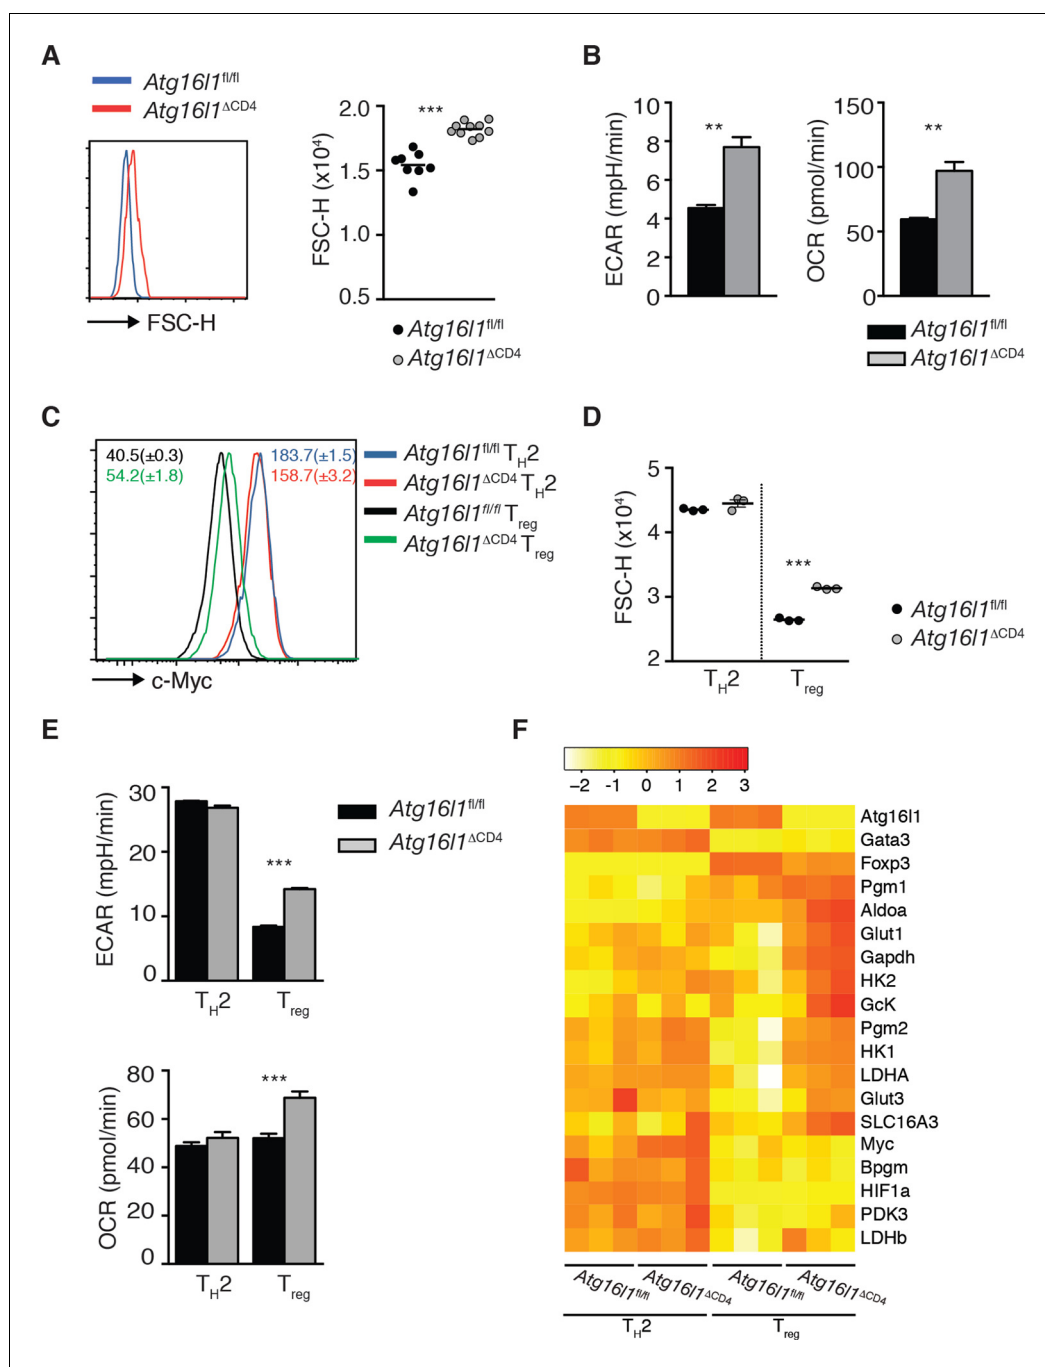 A
Atg16l1fl/fl
Atg16l1ΔCD4
FSC-H
FSC-H (x10⁴)
2.0
1.5
1.0
0.5
***
Atg16l1fl/fl
Atg16l1ΔCD4
B
ECAR (mpH/min)
10
8
6
4
2
0
**
OCR (pmol/min)
150
100
50
0
**
Atg16l1fl/fl
Atg16l1ΔCD4
C
40.5(±0.3)
54.2(±1.8)
183.7(±1.5)
158.7(±3.2)
c-Myc
Atg16l1fl/fl TH2
Atg16l1ΔCD4 TH2
Atg16l1fl/fl Treg
Atg16l1ΔCD4 Treg
D
FSC-H (x10⁴)
5
4
3
2
***
TH2
Treg
Atg16l1fl/fl
Atg16l1ΔCD4
E
ECAR (mpH/min)
30
20
10
0
***
TH2
Treg
Atg16l1fl/fl
Atg16l1ΔCD4
OCR (pmol/min)
80
60
40
20
0
***
TH2
Treg
F
−2 -1 0 1 2 3
Atg16l1
Gata3
Foxp3
Pgm1
Aldoa
Glut1
Gapdh
HK2
GcK
Pgm2
HK1
LDHA
Glut3
SLC16A3
Myc
Bpgm
HIF1a
PDK3
LDHb
Atg16l1fl/fl
Atg16l1ΔCD4
Atg16l1fl/fl
Atg16l1ΔCD4
TH2
Treg